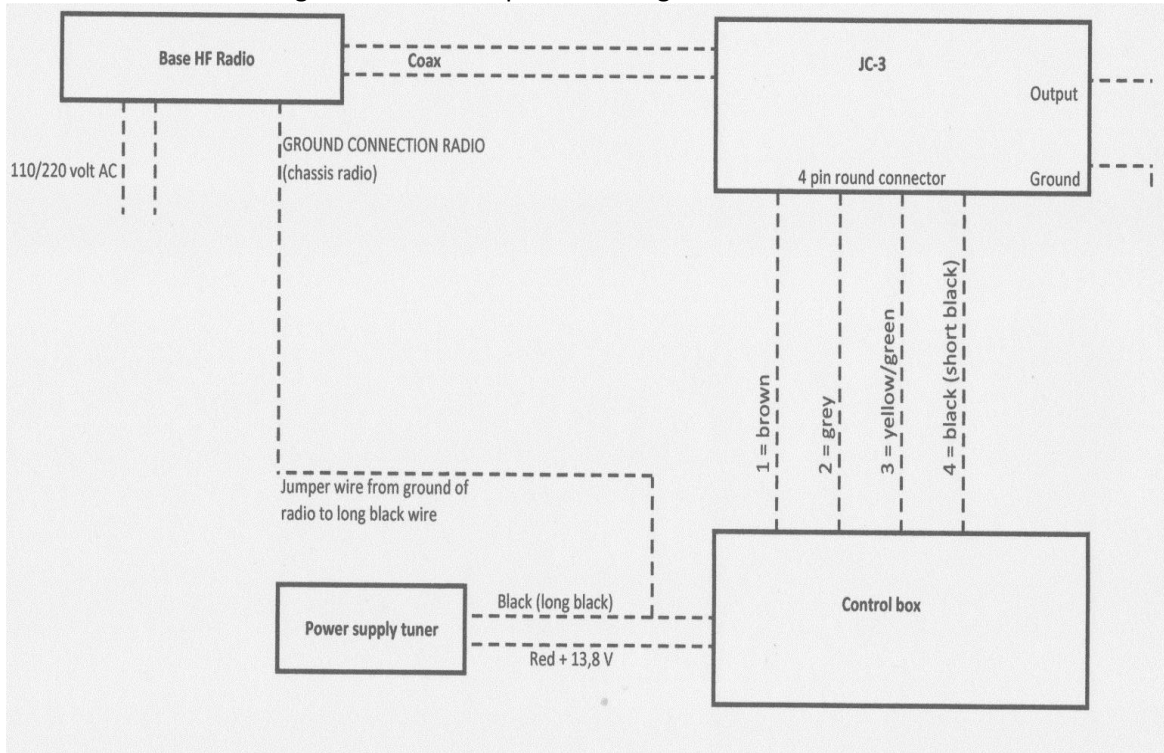 Base HF Radio
Coax
JC-3
Output
110/220 volt AC
GROUND CONNECTION RADIO
(chassis radio)
4 pin round connector
Ground
1 = brown
2 = grey
3 = yellow/green
4 = black (short black)
Jumper wire from ground of
radio to long black wire
Black (long black)
Power supply tuner
Red + 13,8 V
Control box